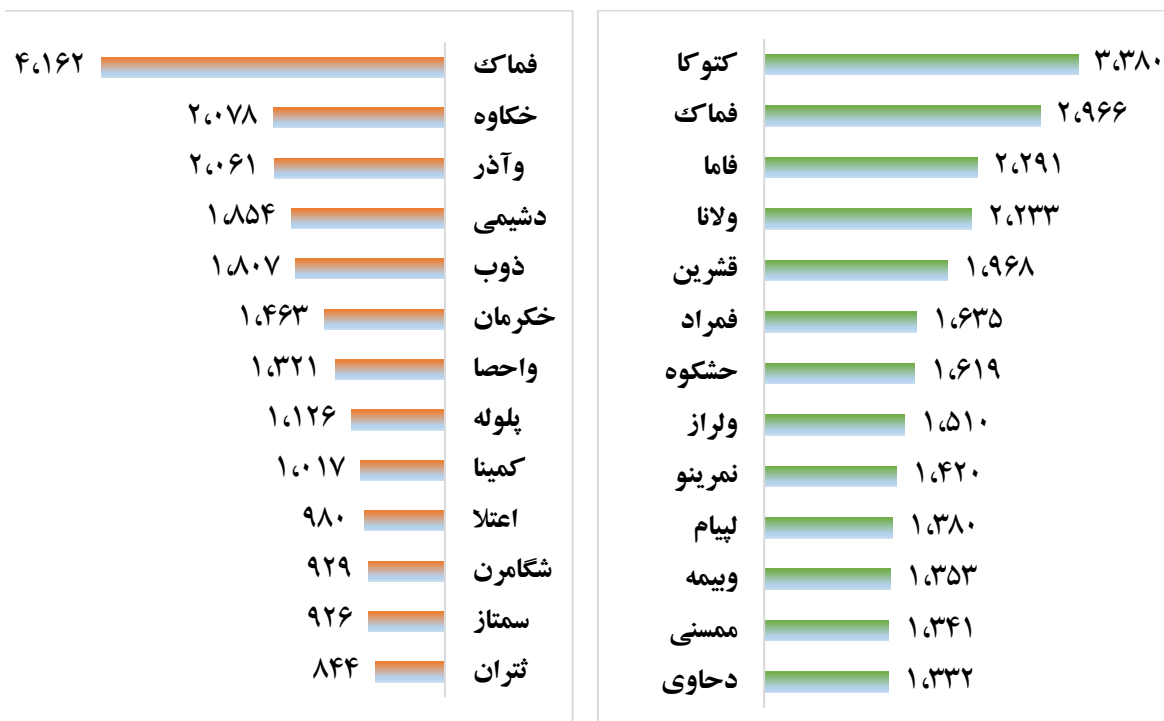 کتوکا ۳،۳۸۰
فماک ۲،۹۶۶
فاما ۲،۲۹۱
ولانا ۲،۲۳۳
قشرین ۱،۹۶۸
فمراد ۱،۶۳۵
حشکوه ۱،۶۱۹
ولراز ۱،۵۱۰
نمرینو ۱،۴۲۰
لپیام ۱،۳۸۰
وبیمه ۱،۳۵۳
ممسنی ۱،۳۴۱
دحاوی ۱،۳۳۲
فماک ۴،۱۶۲
خکاوه ۲،۰۷۸
وآذر ۲،۰۶۱
دشیمی ۱،۸۵۴
ذوب ۱،۸۰۷
خکرمان ۱،۴۶۳
واحصا ۱،۳۲۱
پلوله ۱،۱۲۶
کمینا ۱،۰۱۷
اعتلا ۹۸۰
شگامرن ۹۲۹
سمتاز ۹۲۶
ثتران ۸۴۴